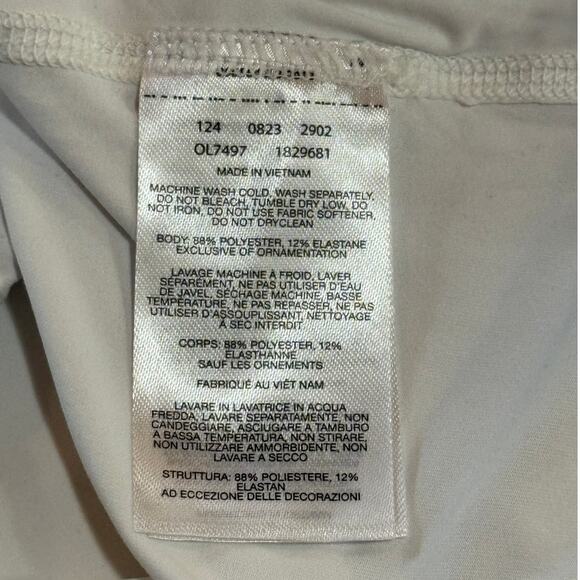 124 0823 2902
OL7497 1829681
MADE IN VIETNAM
MACHINE WASH COLD, WASH SEPARATELY,
DO NOT BLEACH, TUMBLE DRY LOW, DO
NOT IRON, DO NOT USE FABRIC SOFTENER,
DO NOT DRYCLEAN
BODY: 88% POLYESTER, 12% ELASTANE
EXCLUSIVE OF ORNAMENTATION
LAVAGE MACHINE À FROID, LAVER
SÉPARÉMENT, NE PAS UTILISER D'EAU
DE JAVEL, SÉCHAGE MACHINE, BASSE
TEMPÉRATURE, NE PAS REPASSER, NE PAS
UTILISER D'ASSOUPLISSANT, NETTOYAGE
À SEC INTERDIT
CORPS: 88% POLYESTER, 12%
ELASTHANNE
SAUF LES ORNEMENTS
FABRIQUÉ AU VIÊT NAM
LAVARE IN LAVATRICE IN ACQUA
FREDDA, LAVARE SEPARATAMENTE, NON
CANDEGGIARE, ASCIUGARE A TAMBURO
A BASSA TEMPERATURA, NON STIRARE,
NON UTILIZZARE AMMORBIDENTE, NON
LAVARE A SECCO
STRUTTURA: 88% POLIESTERE, 12%
ELASTAN
AD ECCEZIONE DELLE DECORAZIONI